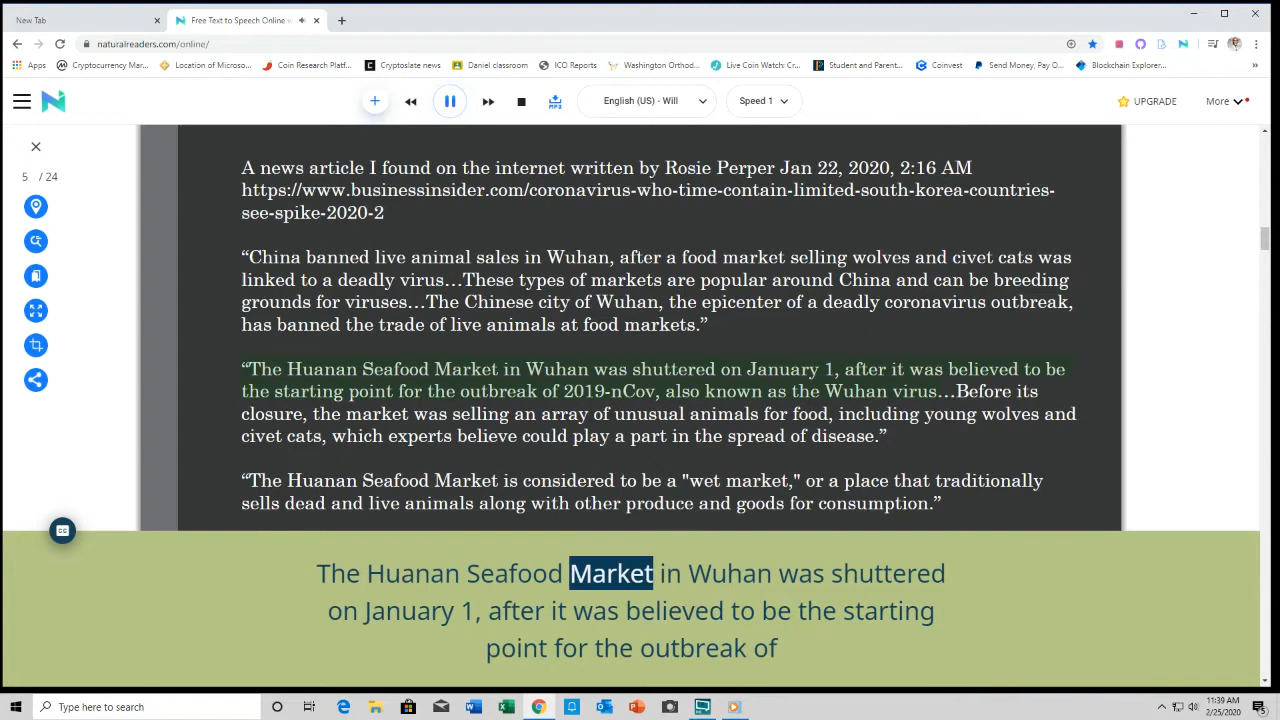 New Tab
Free Text to Speech Online w
naturalreaders.com/online/
Apps
Cryptocurrency Mar...
Location of Microso...
Coin Research Platf...
Cryptoslate news
Daniel classroom
ICO Reports
Washington Orthod...
Live Coin Watch: Cr...
Student and Parent...
Coinvest
Send Money, Pay O...
Blockchain Explorer...
MP3
English (US) - Will
Speed 1
UPGRADE
More
5 / 24
A news article I found on the internet written by Rosie Perper Jan 22, 2020, 2:16 AM
https://www.businessinsider.com/coronavirus-who-time-contain-limited-south-korea-countries-
see-spike-2020-2
“China banned live animal sales in Wuhan, after a food market selling wolves and civet cats was
linked to a deadly virus…These types of markets are popular around China and can be breeding
grounds for viruses…The Chinese city of Wuhan, the epicenter of a deadly coronavirus outbreak,
has banned the trade of live animals at food markets.”
“The Huanan Seafood Market in Wuhan was shuttered on January 1, after it was believed to be
the starting point for the outbreak of 2019-nCov, also known as the Wuhan virus…Before its
closure, the market was selling an array of unusual animals for food, including young wolves and
civet cats, which experts believe could play a part in the spread of disease.”
“The Huanan Seafood Market is considered to be a "wet market," or a place that traditionally
sells dead and live animals along with other produce and goods for consumption.”
CC
The Huanan Seafood Market in Wuhan was shuttered
on January 1, after it was believed to be the starting
point for the outbreak of
Type here to search
11:39 AM
2/25/2020
5